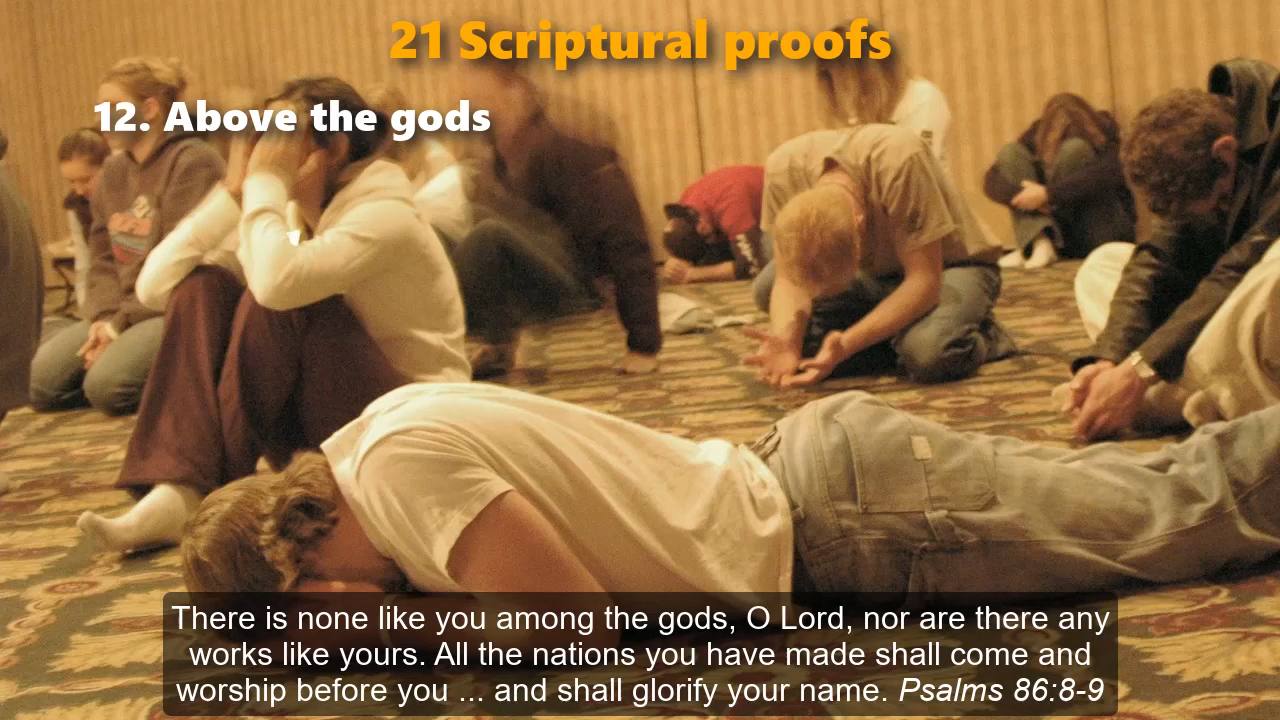 21 Scriptural proofs
12. Above the gods
There is none like you among the gods, O Lord, nor are there any
works like yours. All the nations you have made shall come and
worship before you ... and shall glorify your name. Psalms 86:8-9